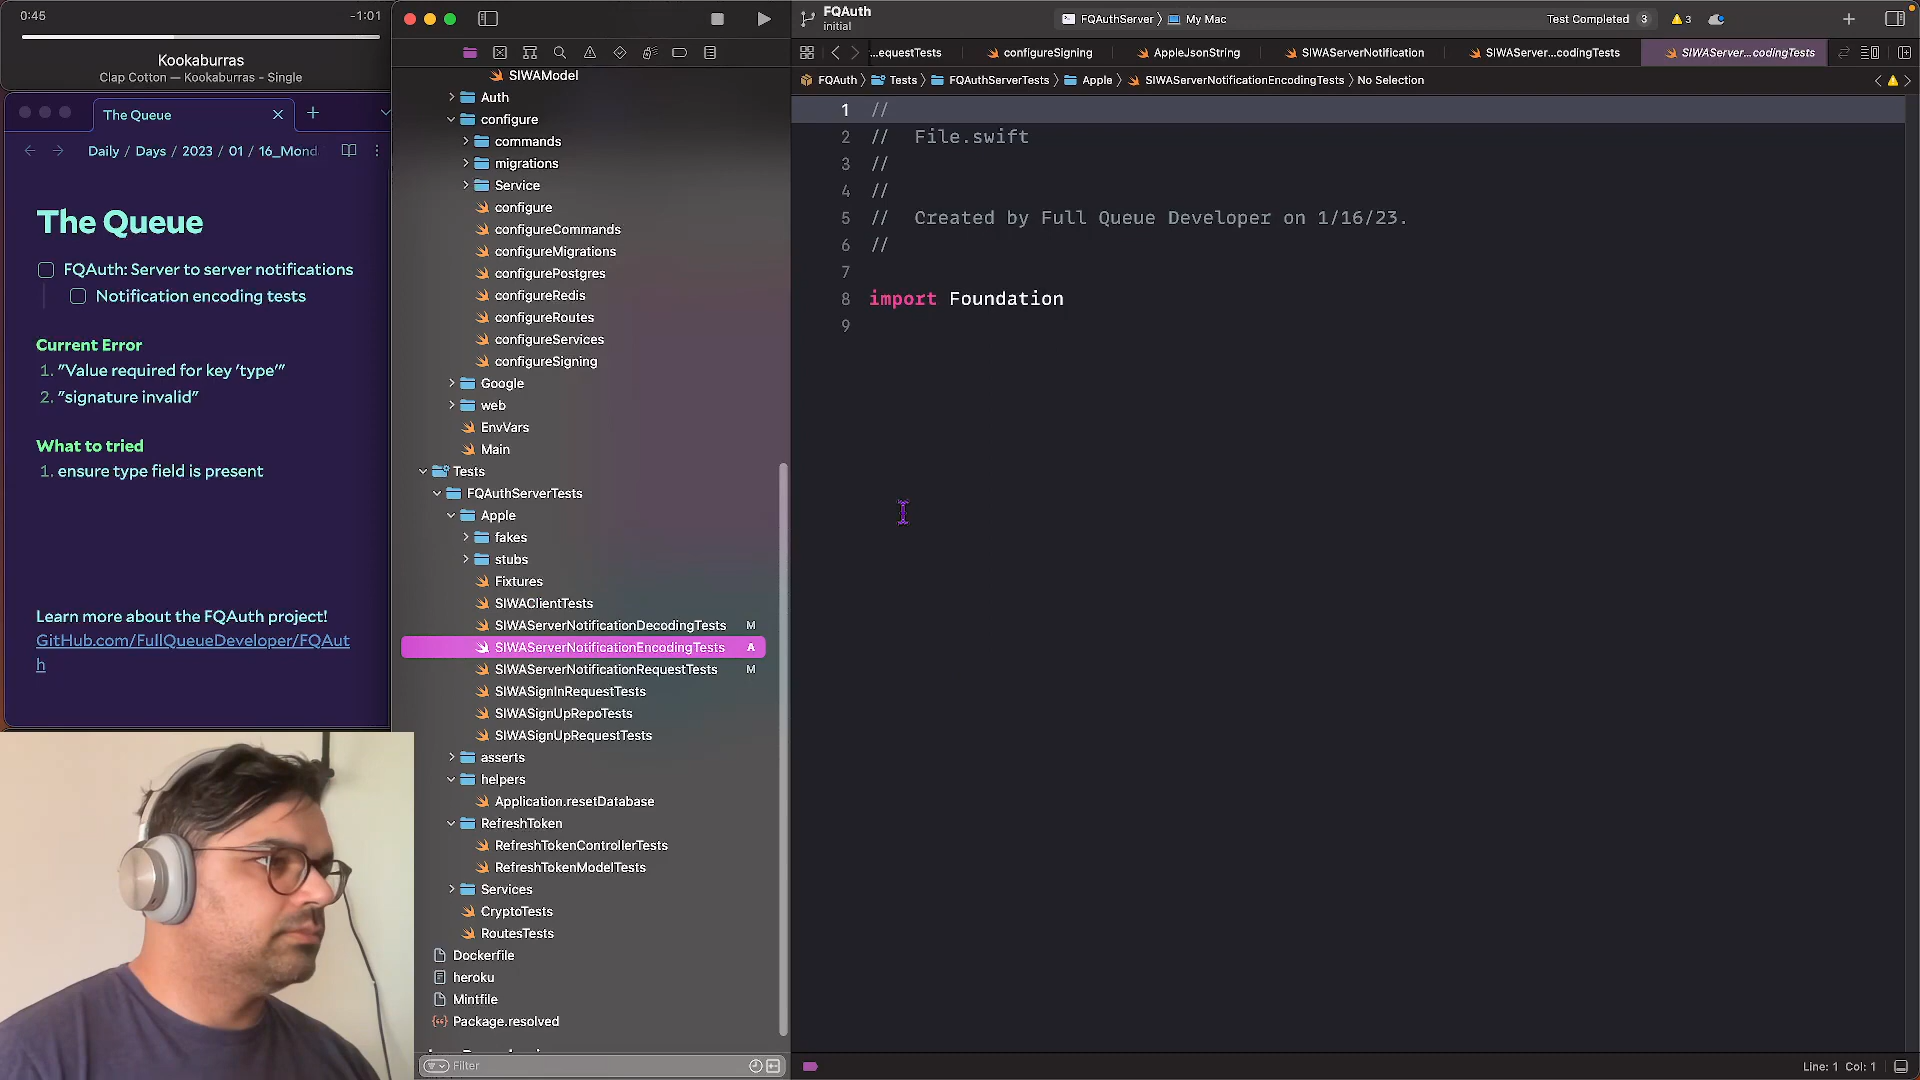 0:45
-1:01
Kookaburras
Clap Cotton — Kookaburras - Single
The Queue
Daily / Days / 2023 / 01 / 16_Mond
The Queue
FQAuth: Server to server notifications
Notification encoding tests
Current Error
1. "Value required for key 'type'"
2. "signature invalid"
What to tried
1. ensure type field is present
Learn more about the FQAuth project!
GitHub.com/FullQueueDeveloper/FQAut
h
SIWAModel
Auth
configure
commands
migrations
Service
configure
configureCommands
configureMigrations
configurePostgres
configureRedis
configureRoutes
configureServices
configureSigning
Google
web
EnvVars
Main
Tests
FQAuthServerTests
Apple
fakes
stubs
Fixtures
SIWAClientTests
SIWAServerNotificationDecodingTests M
SIWAServerNotificationEncodingTests A
SIWAServerNotificationRequestTests M
SIWASignInRequestTests
SIWASignUpRepoTests
SIWASignUpRequestTests
asserts
helpers
Application.resetDatabase
RefreshToken
RefreshTokenControllerTests
RefreshTokenModelTests
Services
CryptoTests
RoutesTests
Dockerfile
heroku
Mintfile
Package.resolved
Filter
FQAuth
initial
FQAuthServer
My Mac
Test Completed 3
3
...equestTests
configureSigning
AppleJsonString
SIWAServerNotification
SIWAServer...codingTests
SIWAServer...codingTests
FQAuth
Tests
FQAuthServerTests
Apple
SIWAServerNotificationEncodingTests
No Selection
1 //
2 // File.swift
3 //
4 //
5 // Created by Full Queue Developer on 1/16/23.
6 //
7
8 import Foundation
9
Line: 1 Col: 1